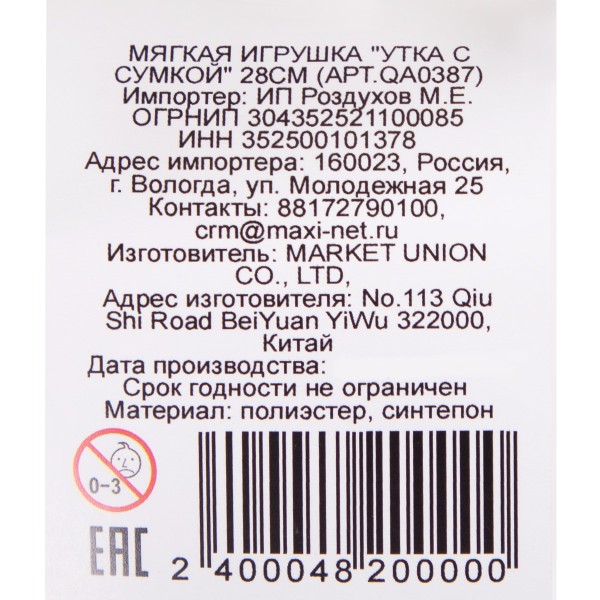 МЯГКАЯ ИГРУШКА "УТКА С
СУМКОЙ" 28СМ (АРТ.QA0387)
Импортер: ИП Роздухов М.Е.
ОГРНИП 304352521100085
ИНН 352500101378
Адрес импортера: 160023, Россия,
г. Вологда, ул. Молодежная 25
Контакты: 88172790100,
crm@maxi-net.ru
Изготовитель: MARKET UNION
CO., LTD,
Адрес изготовителя: No.113 Qiu
Shi Road BeiYuan YiWu 322000,
Китай
Дата производства:
Срок годности не ограничен
Материал: полиэстер, синтепон
0-3
EAC
2 400048 200000